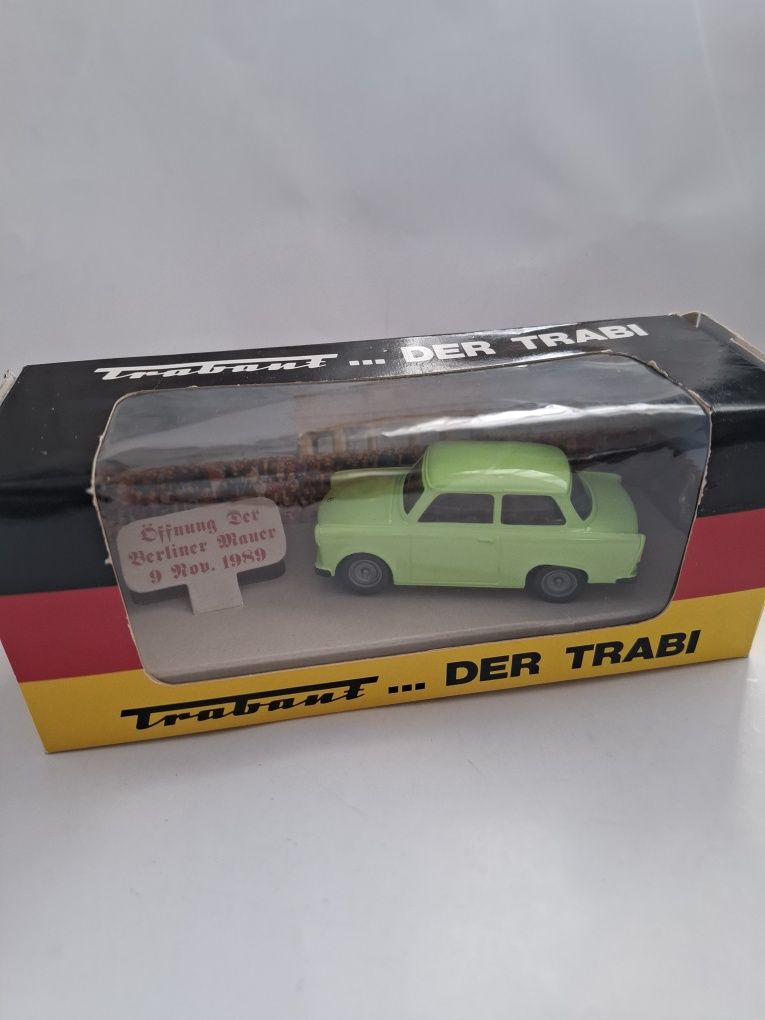 Trabant ... DER TRABI
Öffnung Der
Berliner Mauer
9 Nov. 1989
Trabant ... DER TRABI